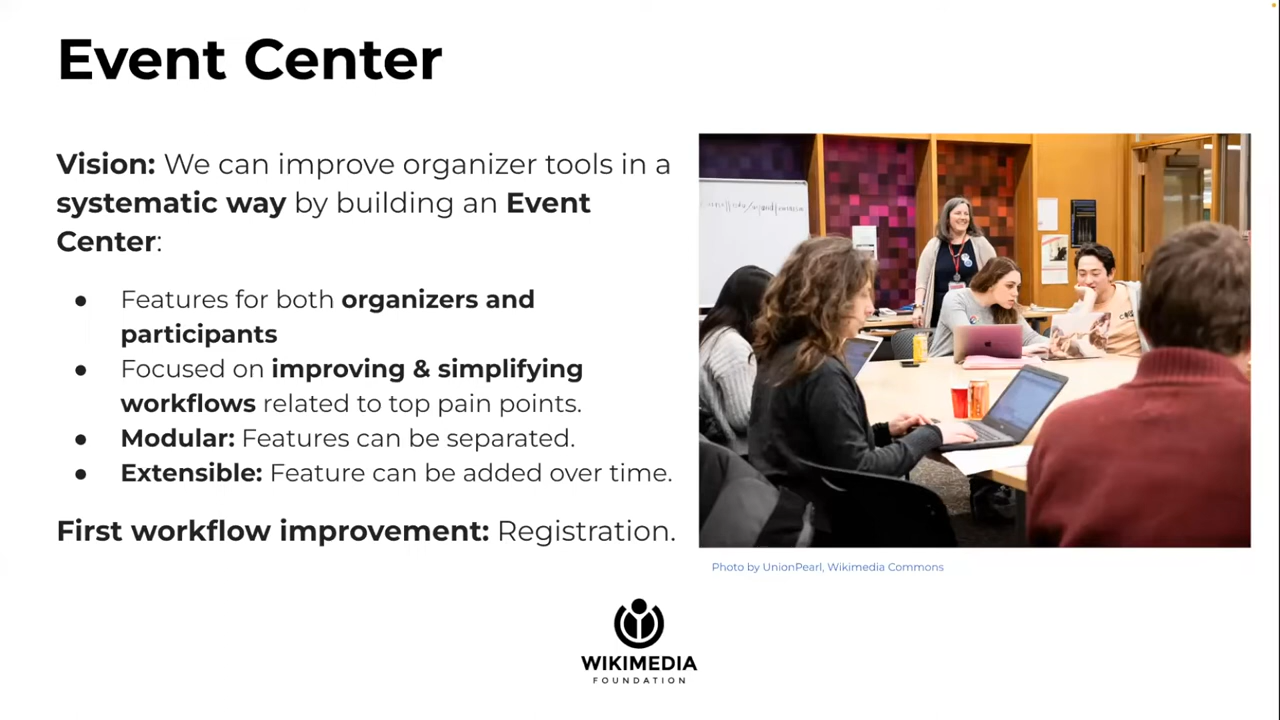 Event Center
Vision: We can improve organizer tools in a
systematic way by building an Event
Center:
● Features for both organizers and
participants
● Focused on improving & simplifying
workflows related to top pain points.
● Modular: Features can be separated.
● Extensible: Feature can be added over time.
First workflow improvement: Registration.
Photo by UnionPearl, Wikimedia Commons
WIKIMEDIA
FOUNDATION